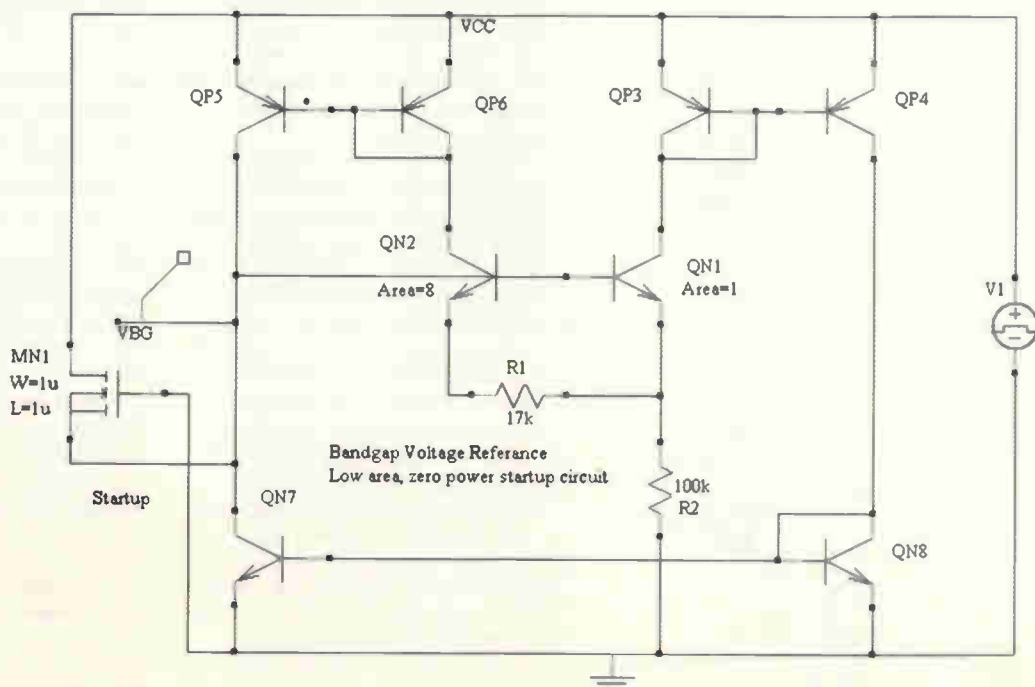 VCC
QP5
QP6
QP3
QP4
QN2
Area=8
QN1
Area=1
V1
VBG
MN1
W=1u
L=1u
R1
17k
Bandgap Voltage Referance
Low area, zero power startup circuit
100k
R2
Startup
QN7
QN8